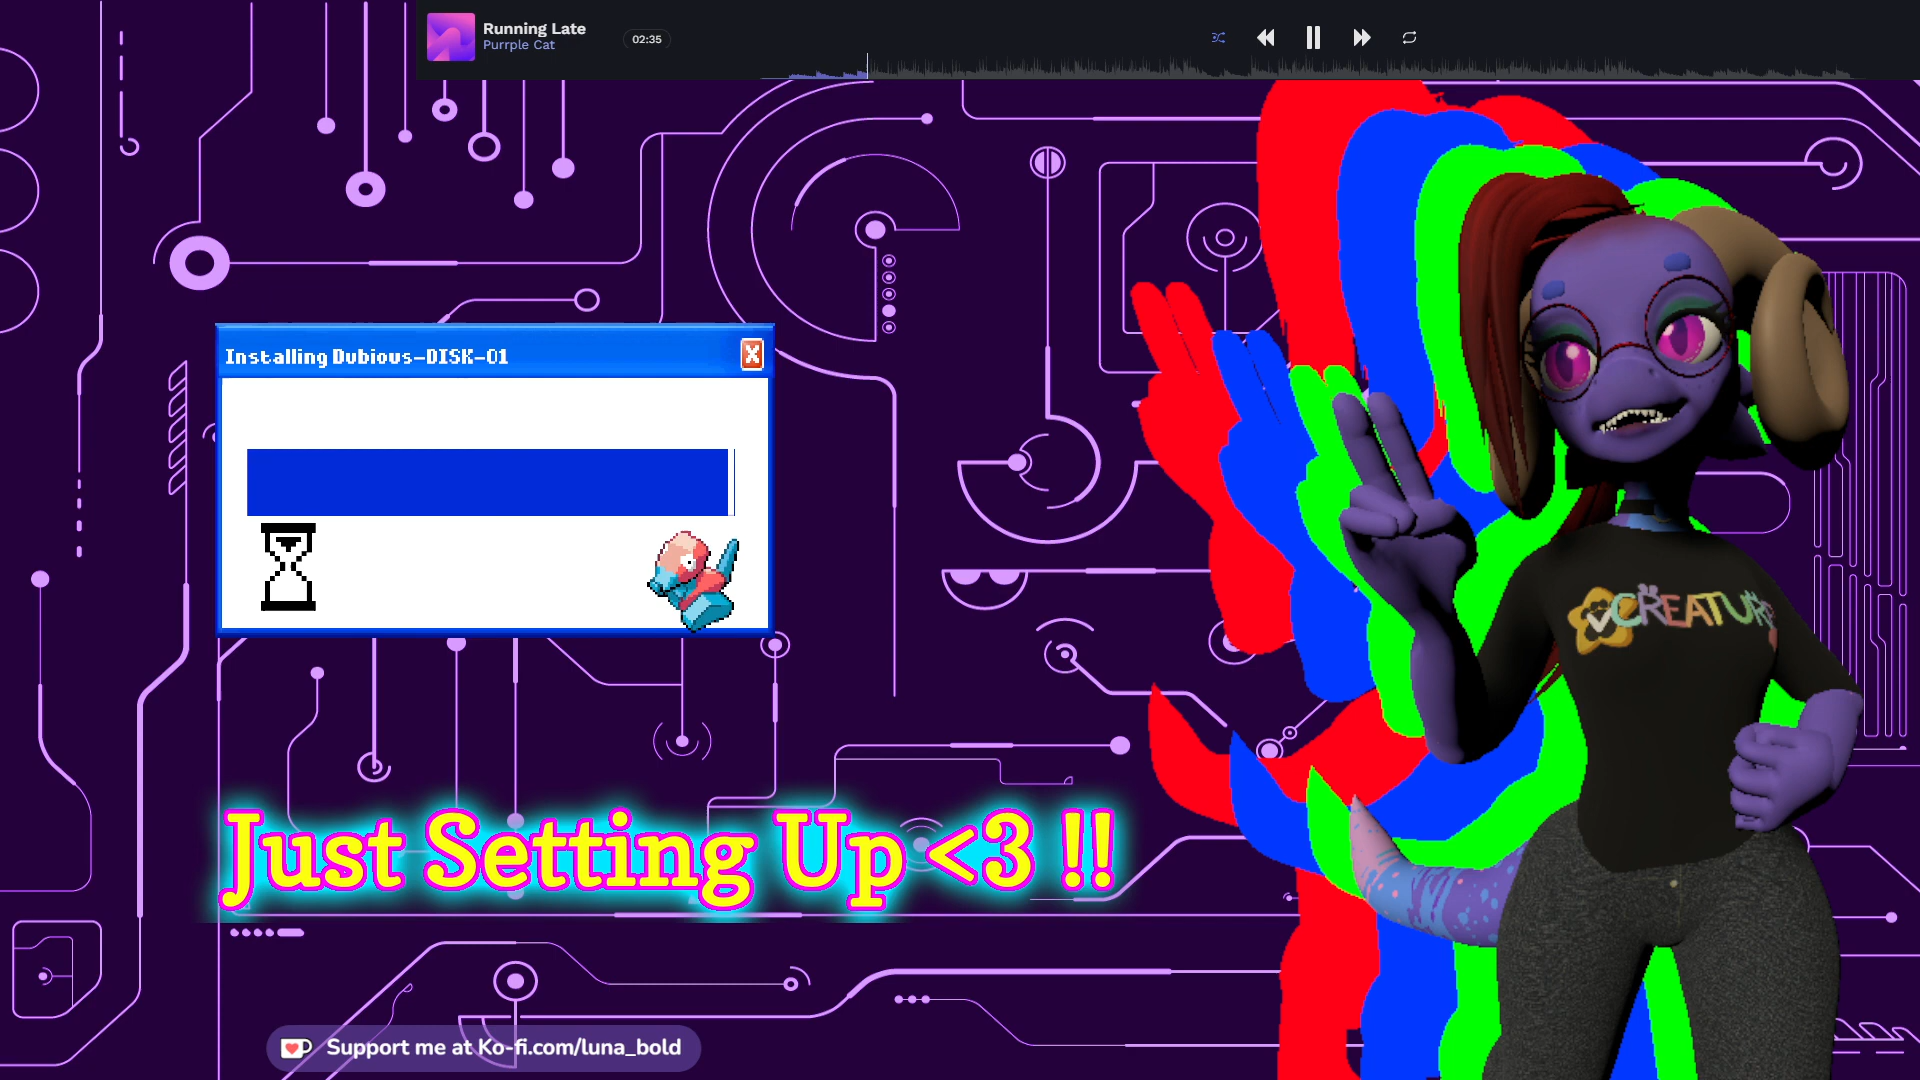 Running Late
Purrple Cat
02:35
Installing Dubious-DISK-01
X
CREATURE
Just Setting Up <3 !!
Support me at Ko-fi.com/luna_bold